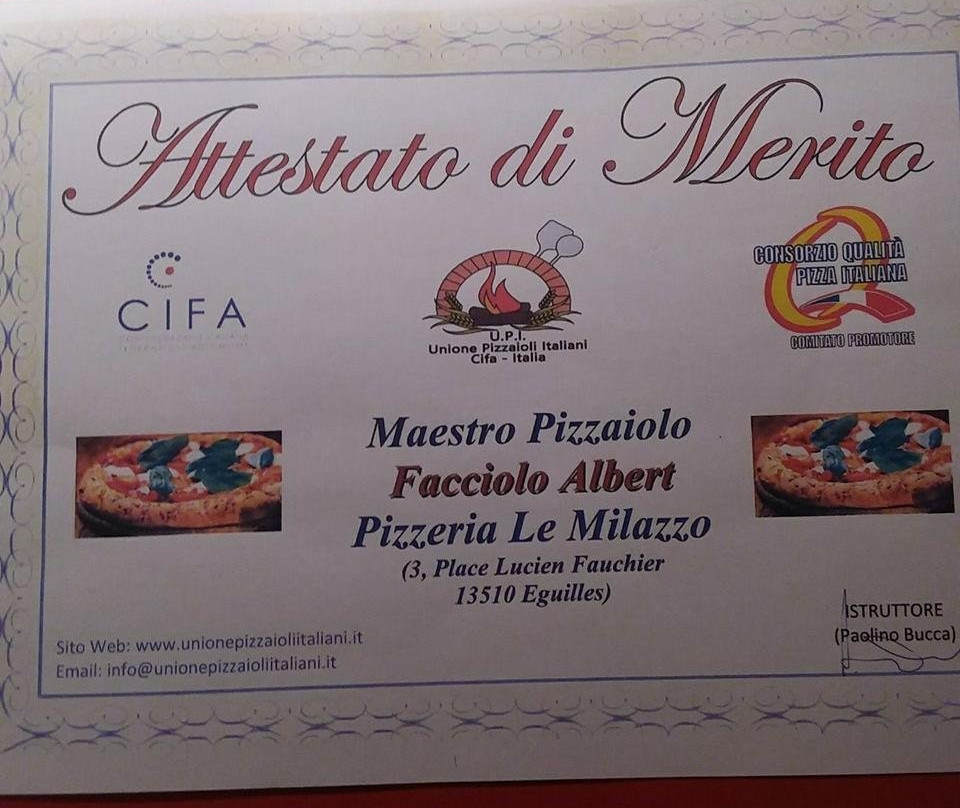 Attestato di Merito
CIFA
U.P.I.
Unione Pizzaioli Italiani
Cifa - Italia
CONSORZIO QUALITÀ
PIZZA ITALIANA
COMITATO PROMOTORE
Maestro Pizzaiolo
Facciolo Albert
Pizzeria Le Milazzo
(3, Place Lucien Fauchier
13510 Eguilles)
Sito Web: www.unionepizzaioliitaliani.it
Email: info@unionepizzaioliitaliani.it
ISTRUTTORE
(Paolino Bucca)